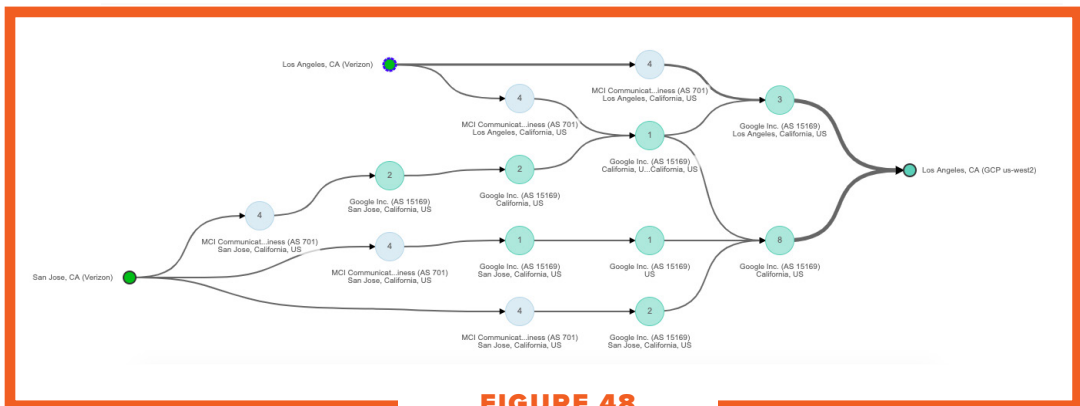 Los Angeles, CA (Verizon)
4
MCI Communicat...iness (AS 701)
Los Angeles, California, US
4
MCI Communicat...iness (AS 701)
Los Angeles, California, US
3
Google Inc. (AS 15169)
Los Angeles, California, US
1
Google Inc. (AS 15169)
California, U...California, US
2
Google Inc. (AS 15169)
San Jose, California, US
2
Google Inc. (AS 15169)
California, US
Los Angeles, CA (GCP us-west2)
4
MCI Communicat...iness (AS 701)
San Jose, California, US
4
MCI Communicat...iness (AS 701)
San Jose, California, US
1
Google Inc. (AS 15169)
San Jose, California, US
1
Google Inc. (AS 15169)
US
8
Google Inc. (AS 15169)
California, US
San Jose, CA (Verizon)
4
MCI Communicat...iness (AS 701)
San Jose, California, US
2
Google Inc. (AS 15169)
San Jose, California, US
FIGURE 48